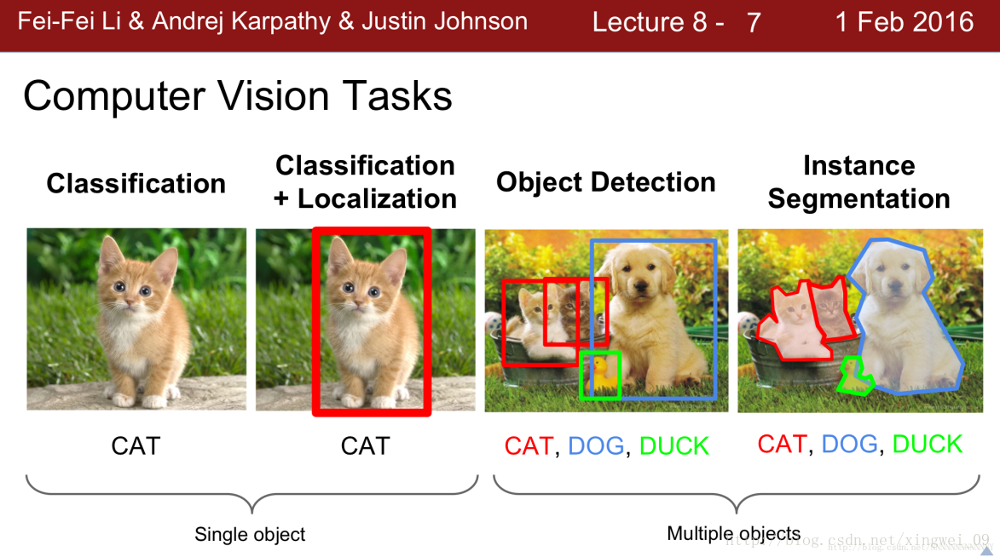 Fei-Fei Li & Andrej Karpathy & Justin Johnson Lecture 8 - 7 1 Feb 2016
Computer Vision Tasks
Classification
Classification
+ Localization
Object Detection
Instance
Segmentation
CAT
CAT
CAT, DOG, DUCK
CAT, DOG, DUCK
Single object
Multiple objects
http://blog.csdn.net/xingwei_09